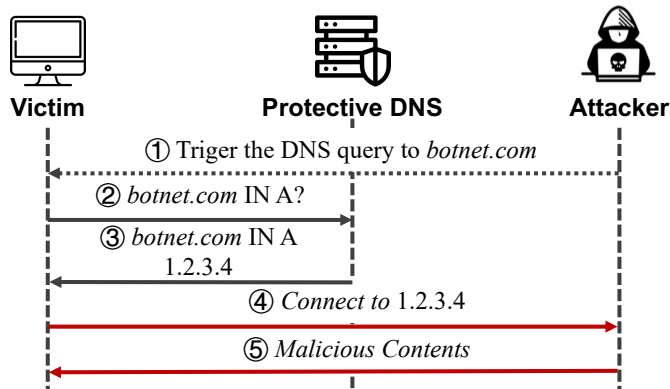 Victim
Protective DNS
Attacker
① Triger the DNS query to botnet.com
② botnet.com IN A?
③ botnet.com IN A
1.2.3.4
④ Connect to 1.2.3.4
⑤ Malicious Contents